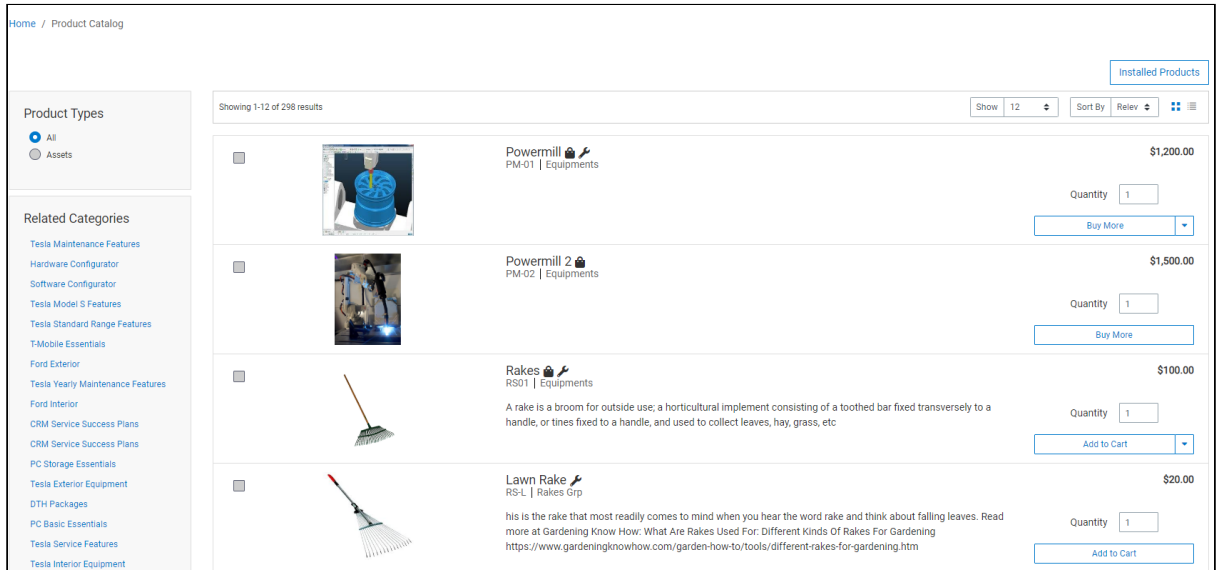 Home / Product Catalog
Installed Products
Product Types
All
Assets
Related Categories
Tesla Maintenance Features
Hardware Configurator
Software Configurator
Tesla Model S Features
Tesla Standard Range Features
T-Mobile Essentials
Ford Exterior
Tesla Yearly Maintenance Features
Ford Interior
CRM Service Success Plans
CRM Service Success Plans
PC Storage Essentials
Tesla Exterior Equipment
DTH Packages
PC Basic Essentials
Tesla Service Features
Tesla Interior Equipment
Showing 1-12 of 298 results
Show 12
Sort By Relev
Powermill
PM-01 | Equipments
$1,200.00
Quantity 1
Buy More
Powermill 2
PM-02 | Equipments
$1,500.00
Quantity 1
Buy More
Rakes
RS01 | Equipments
A rake is a broom for outside use; a horticultural implement consisting of a toothed bar fixed transversely to a
handle, or tines fixed to a handle, and used to collect leaves, hay, grass, etc
$100.00
Quantity 1
Add to Cart
Lawn Rake
RS-L | Rakes Grp
his is the rake that most readily comes to mind when you hear the word rake and think about falling leaves. Read
more at Gardening Know How: What Are Rakes Used For: Different Kinds Of Rakes For Gardening
https://www.gardeningknowhow.com/garden-how-to/tools/different-rakes-for-gardening.htm
$20.00
Quantity 1
Add to Cart